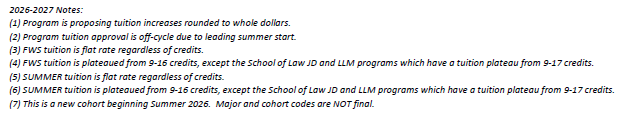 2026-2027 Notes:
(1) Program is proposing tuition increases rounded to whole dollars.
(2) Program tuition approval is off-cycle due to leading summer start.
(3) FWS tuition is flat rate regardless of credits.
(4) FWS tuition is plateaued from 9-16 credits, except the School of Law JD and LLM programs which have a tuition plateau from 9-17 credits.
(5) SUMMER tuition is flat rate regardless of credits.
(6) SUMMER tuition is plateaued from 9-16 credits, except the School of Law JD and LLM programs which have a tuition plateau from 9-17 credits.
(7) This is a new cohort beginning Summer 2026.  Major and cohort codes are NOT final.